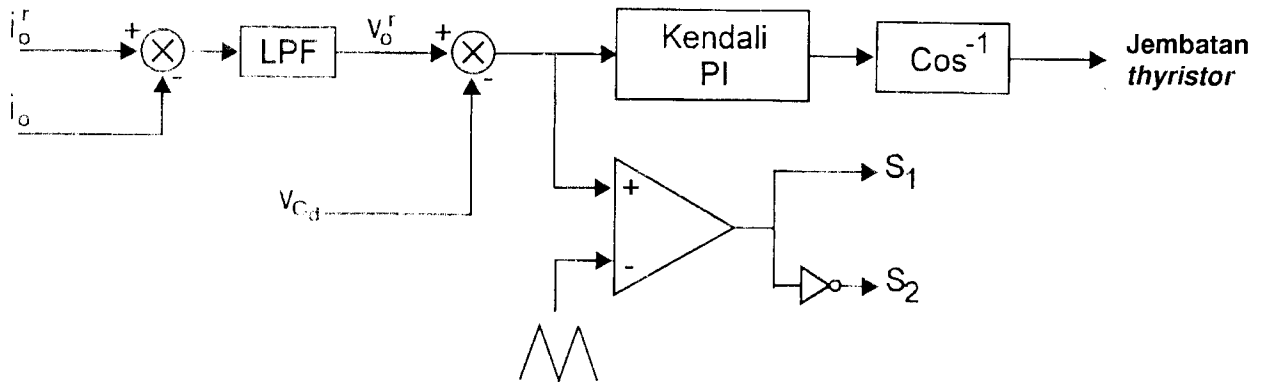 i_o^r
+
-
LPF
v_o^r
+
-
Kendali
PI
Cos^-1
Jembatan
thyristor
i_o
v_Cd
+
-
S_1
S_2